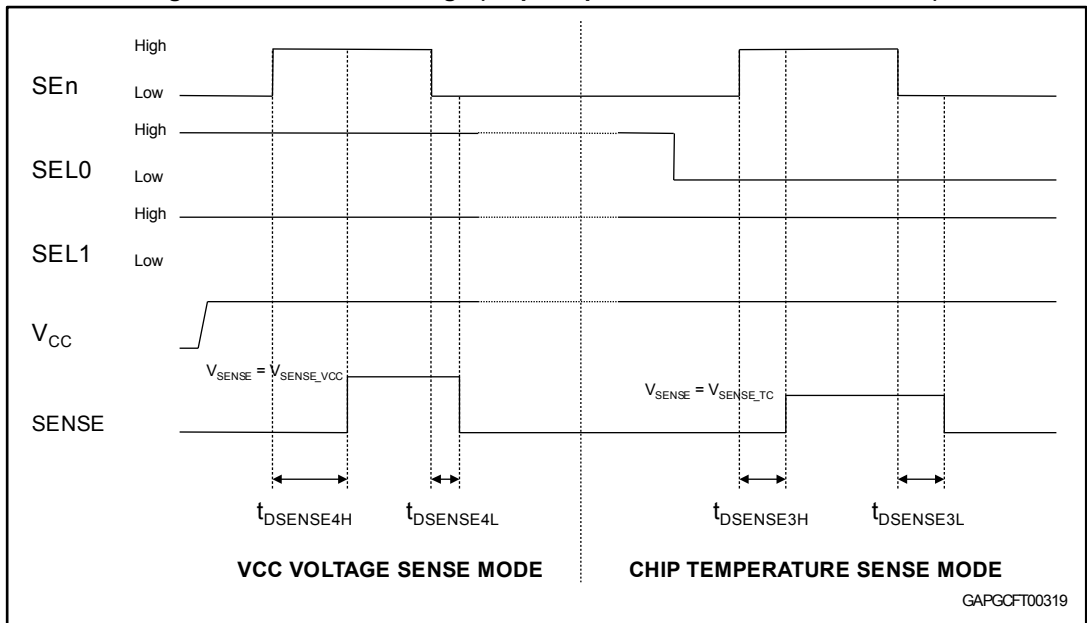 High
SEn
Low
High
SEL0
Low
High
SEL1
Low
VCC
VSENSE = VSENSE_VCC
VSENSE = VSENSE_TC
SENSE
tDSENSE4H tDSENSE4L tDSENSE3H tDSENSE3L
VCC VOLTAGE SENSE MODE CHIP TEMPERATURE SENSE MODE
GAPGCFT00319